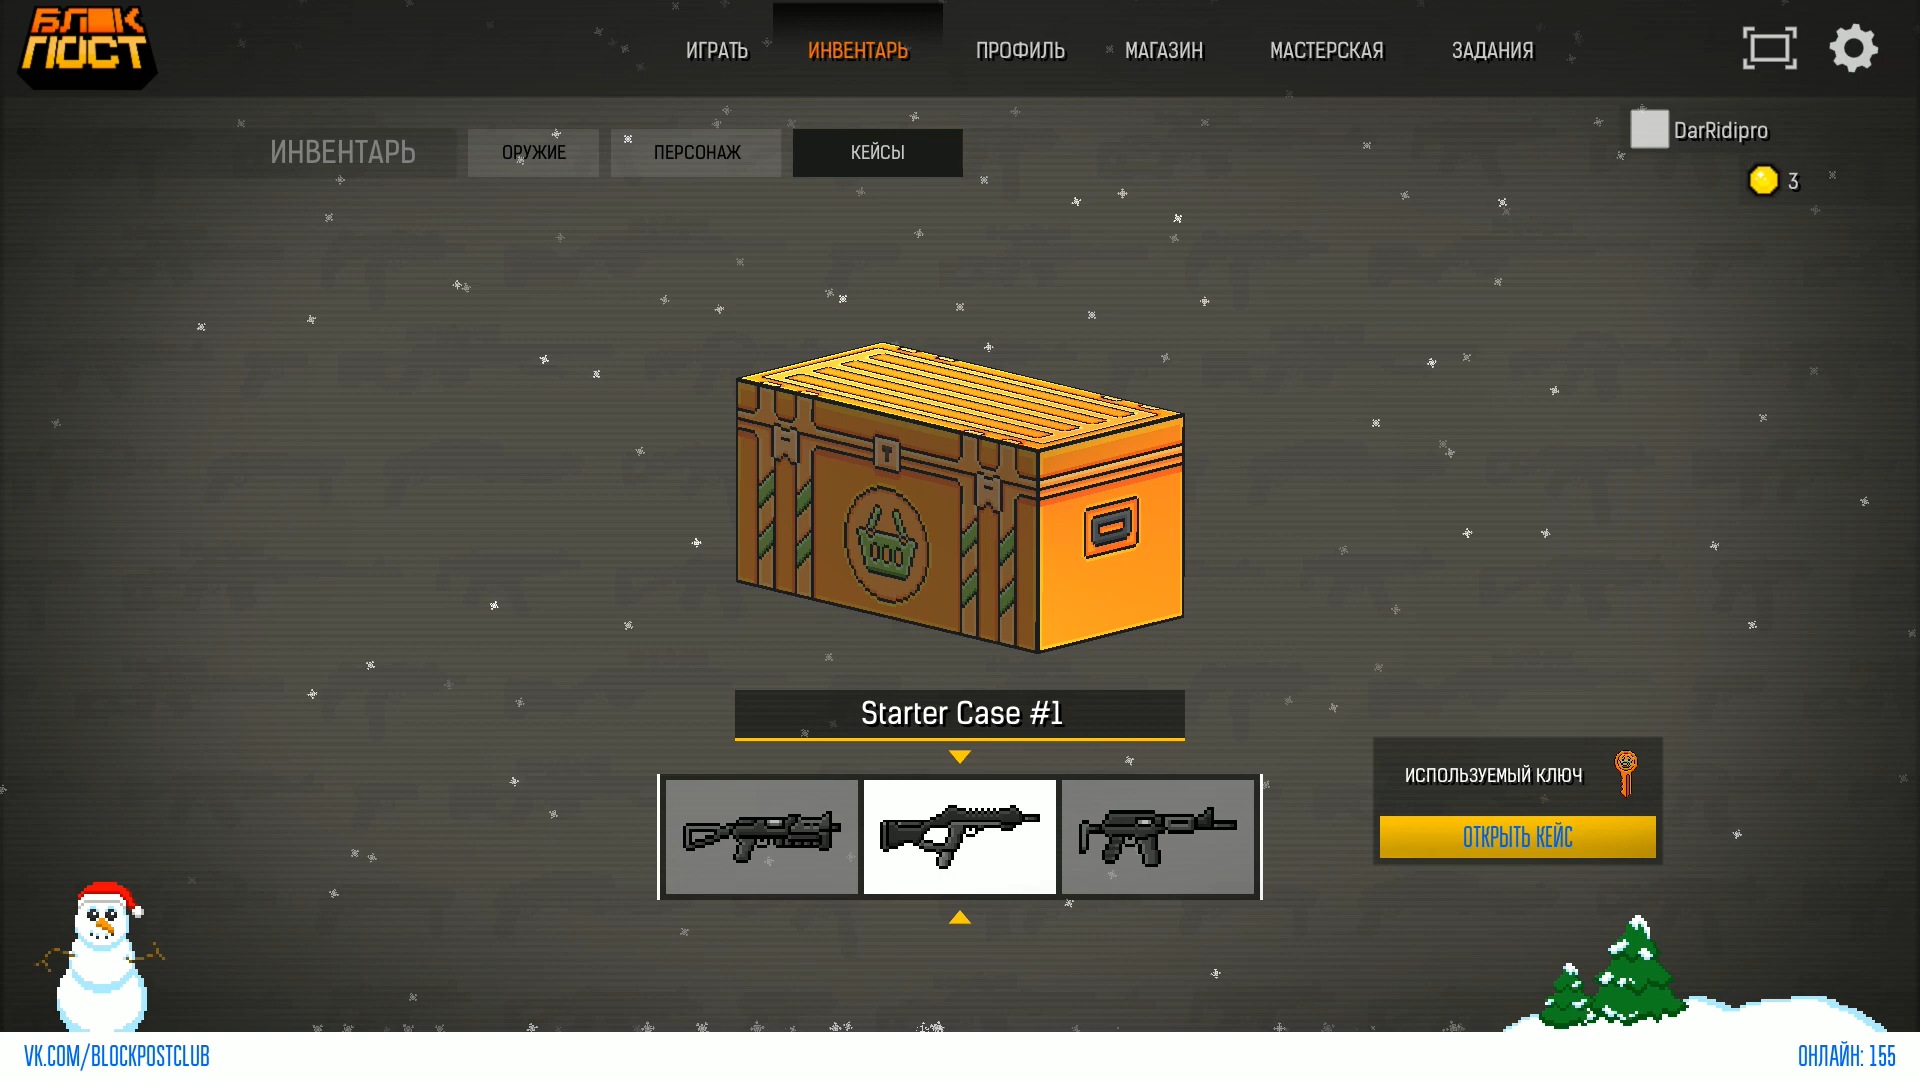 БЛОК
ПОСТ
ИГРАТЬ
ИНВЕНТАРЬ
ПРОФИЛЬ
МАГАЗИН
МАСТЕРСКАЯ
ЗАДАНИЯ
DarRidipro
3
ИНВЕНТАРЬ
ОРУЖИЕ
ПЕРСОНАЖ
КЕЙСЫ
Starter Case #1
ИСПОЛЬЗУЕМЫЙ КЛЮЧ
ОТКРЫТЬ КЕЙС
VK.COM/BLOCKPOSTCLUB
ОНЛАЙН: 155